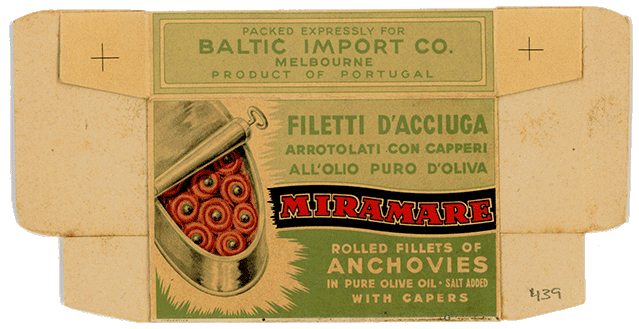 PACKED EXPRESSLY FOR
BALTIC IMPORT CO.
MELBOURNE
PRODUCT OF PORTUGAL
FILETTI D'ACCIUGA
ARROTOLATI CON CAPPERI
ALL'OLIO PURO D'OLIVA
MIRAMARE
ROLLED FILLETS OF
ANCHOVIES
IN PURE OLIVE OIL · SALT ADDED
WITH CAPERS
439